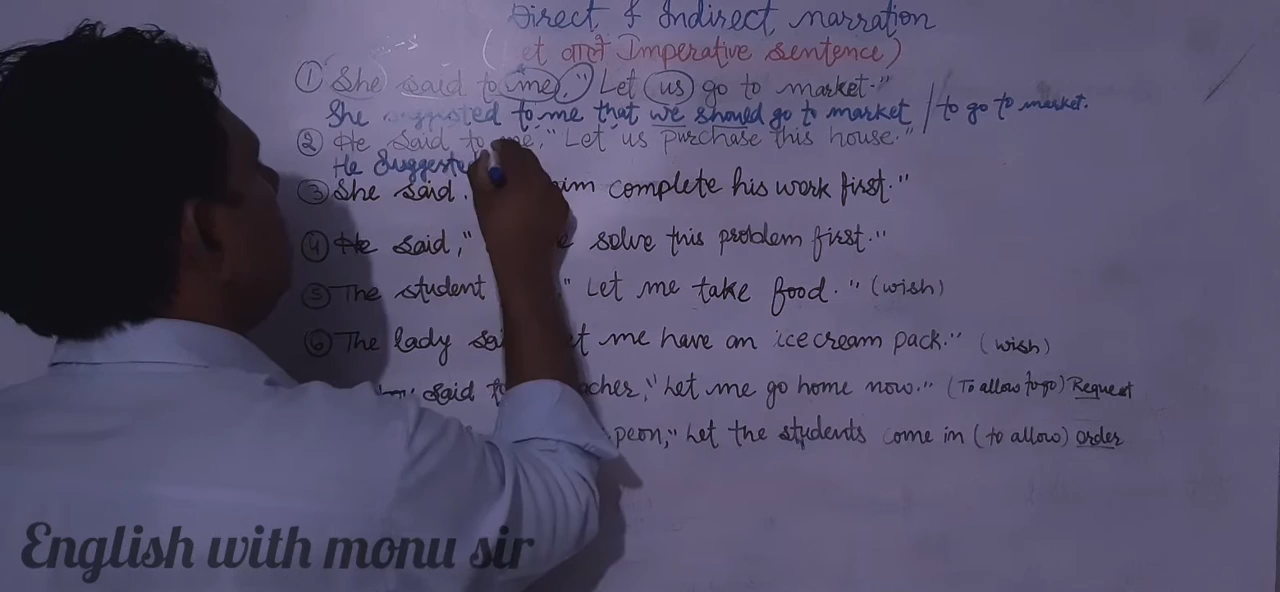 Direct & Indirect narration
(Let वाले Imperative sentence)
① She said to me, "Let us go to market."
She suggested to me that we should go to market / to go to market.
② He said to me, "Let us purchase this house."
He Suggested
③ She said. him complete his work first."
④ He said," solve this problem first."
⑤ The student " Let me take food." (wish)
⑥ The lady me have an icecream pack." (wish)
said "Let me go home now." (To allow to go) Request
peon," Let the students come in (to allow) order
English with monu sir